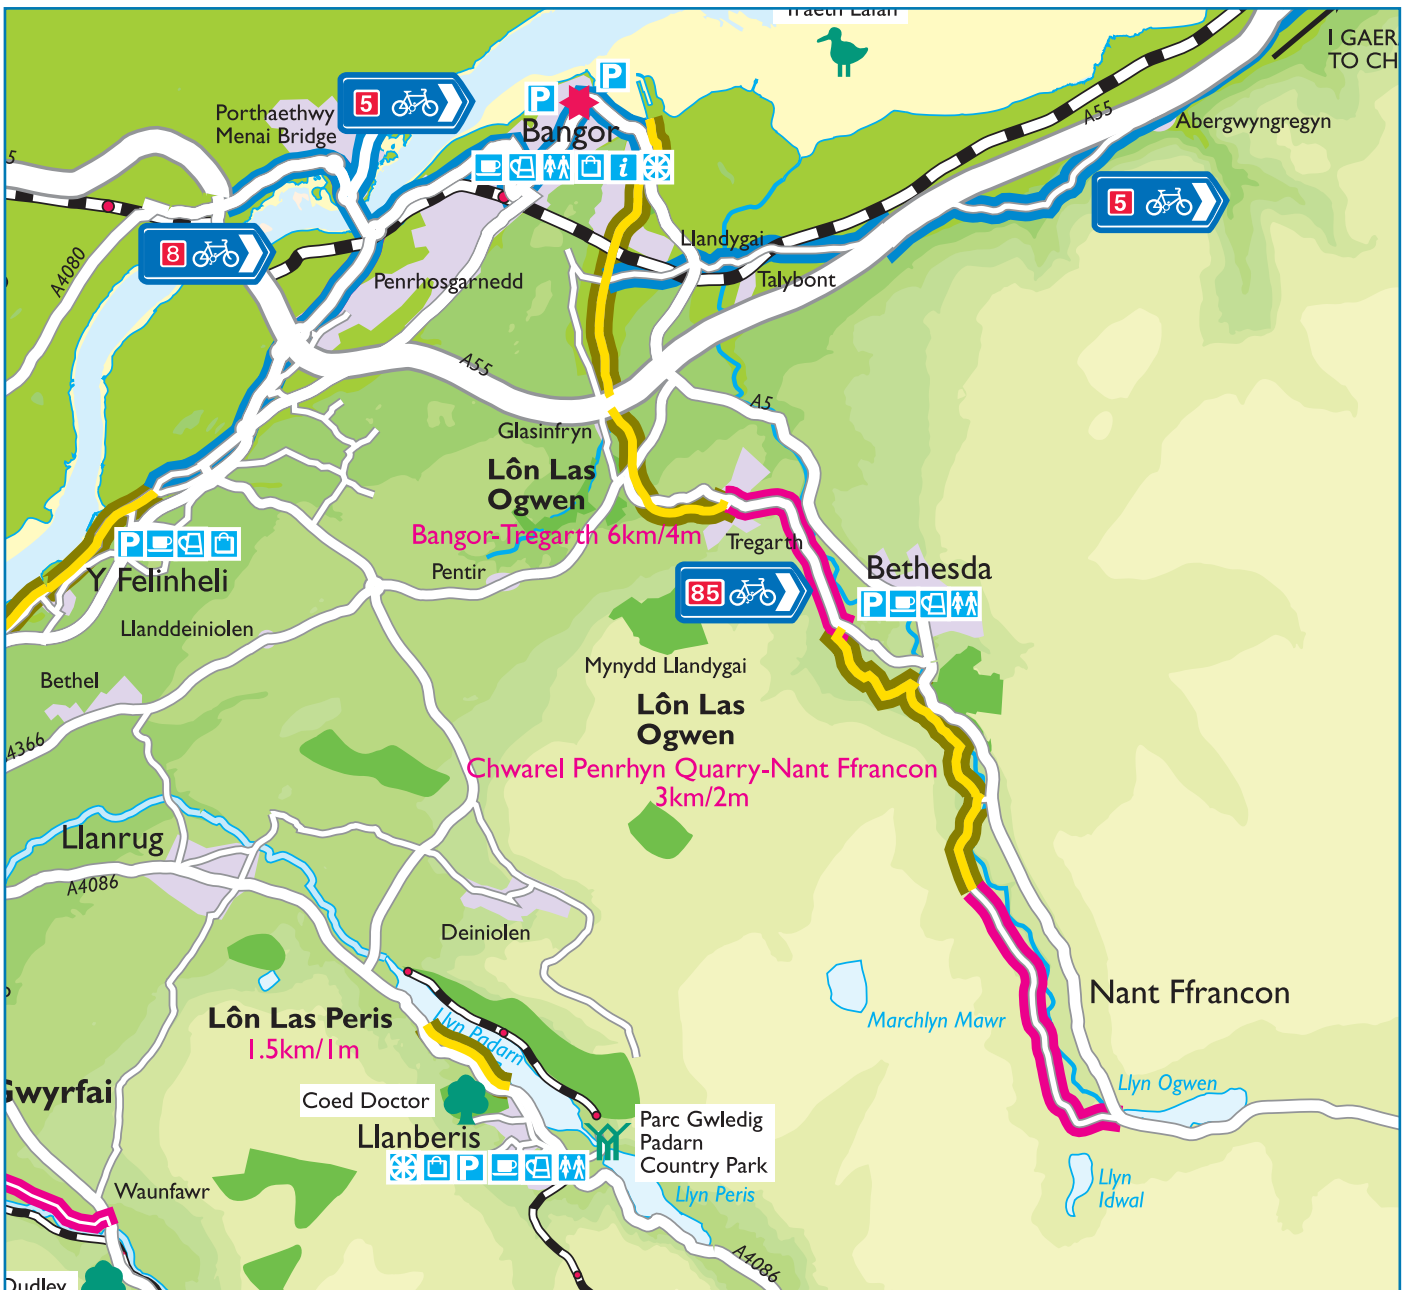 Traeth Lafan
1 GAER
TO CH
5
Porthaethwy
Menai Bridge
P
P
Bangor
i
A55
Abergwyngregyn
5
5
8
A4080
Llandygai
Penrhosgarnedd
Talybont
A55
A5
Glasinfryn
Lôn Las
Ogwen
Bangor-Tregarth 6km/4m
Tregarth
P
Y Felinheli
Pentir
85
Bethesda
P
Llanddeiniolen
Mynydd Llandygai
Bethel
Lôn Las
Ogwen
4366
Chwarel Penrhyn Quarry-Nant Ffrancon
3km/2m
Llanrug
A4086
Deiniolen
Nant Ffrancon
Lôn Las Peris
1.5km/1m
Llyn Padarn
Marchlyn Mawr
Llyn Ogwen
Gwyrfai
Coed Doctor
Parc Gwledig
Padarn
Country Park
Llanberis
P
Waunfawr
Llyn Peris
Llyn
Idwal
A4086
Dudley